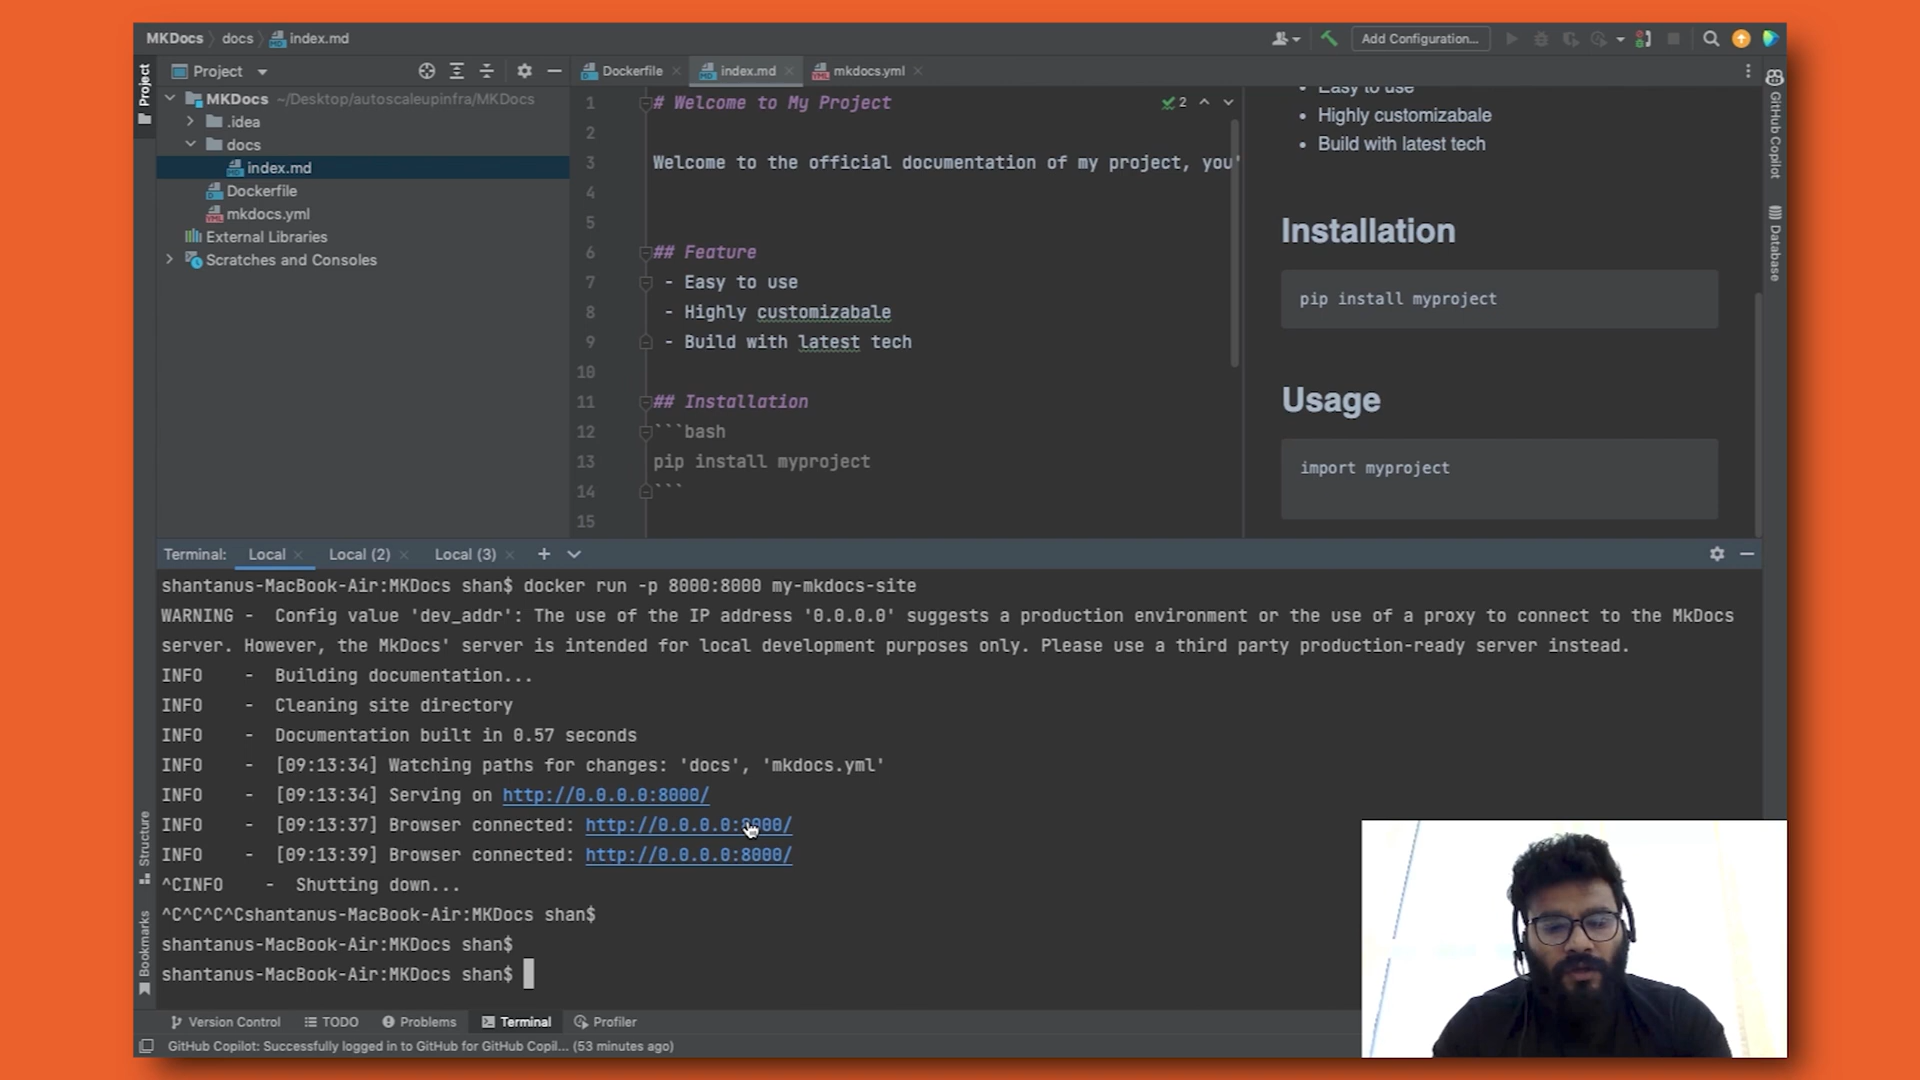 MKDocs docs index.md
Add Configuration...
Project
Project
MKDocs ~/Desktop/autoscaleupinfra/MKDocs
.idea
docs
index.md
Dockerfile
mkdocs.yml
External Libraries
Scratches and Consoles
Dockerfile
index.md
mkdocs.yml
2
1 # Welcome to My Project
2
3 Welcome to the official documentation of my project, you'
4
5
6 ## Feature
7 - Easy to use
8 - Highly customizabale
9 - Build with latest tech
10
11 ## Installation
12 ```bash
13 pip install myproject
14 ```
15
• Easy to use
• Highly customizabale
• Build with latest tech
Installation
pip install myproject
Usage
import myproject
GitHub Copilot
Database
Terminal: Local Local (2) Local (3)
shantanus-MacBook-Air:MKDocs shan$ docker run -p 8000:8000 my-mkdocs-site
WARNING - Config value 'dev_addr': The use of the IP address '0.0.0.0' suggests a production environment or the use of a proxy to connect to the MkDocs
server. However, the MkDocs' server is intended for local development purposes only. Please use a third party production-ready server instead.
INFO - Building documentation...
INFO - Cleaning site directory
INFO - Documentation built in 0.57 seconds
INFO - [09:13:34] Watching paths for changes: 'docs', 'mkdocs.yml'
INFO - [09:13:34] Serving on http://0.0.0.0:8000/
INFO - [09:13:37] Browser connected: http://0.0.0.0:8000/
INFO - [09:13:39] Browser connected: http://0.0.0.0:8000/
^CINFO - Shutting down...
^C^C^C^Cshantanus-MacBook-Air:MKDocs shan$
shantanus-MacBook-Air:MKDocs shan$
shantanus-MacBook-Air:MKDocs shan$
Structure
Bookmarks
Version Control TODO Problems Terminal Profiler
GitHub Copilot: Successfully logged in to GitHub for GitHub Copil... (53 minutes ago)